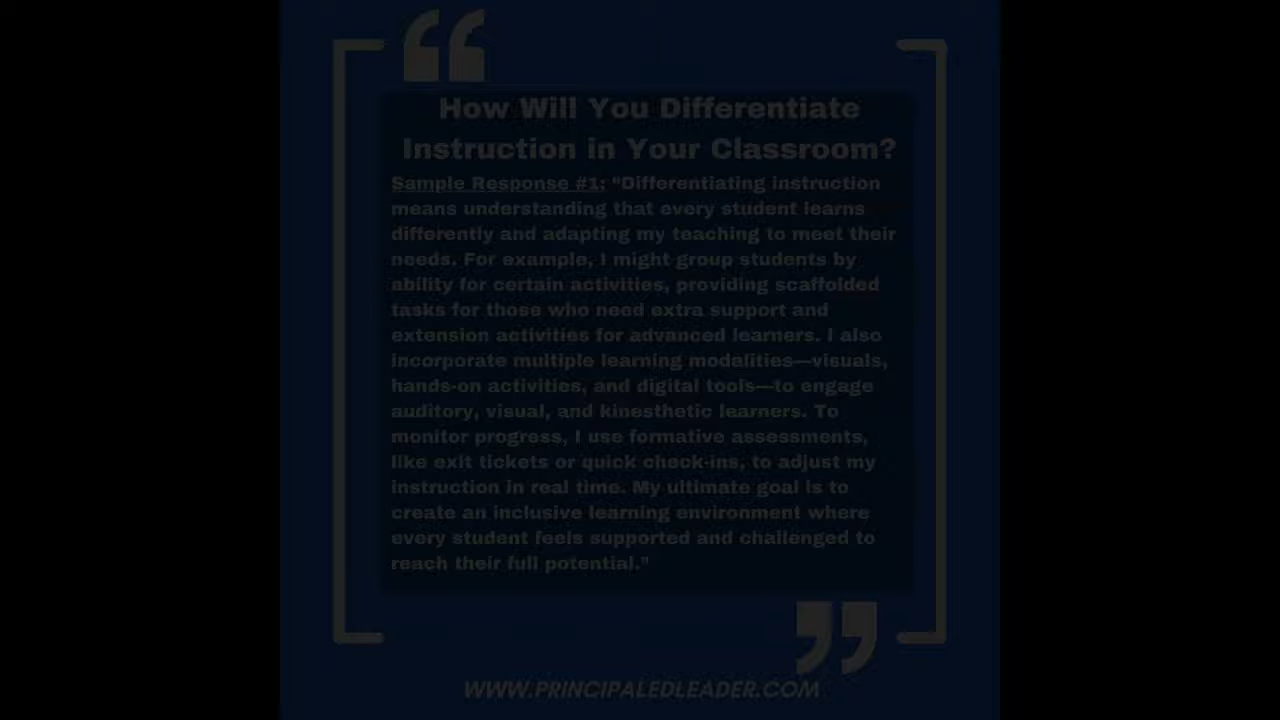 How Will You Differentiate
Instruction in Your Classroom?
Sample Response #1: “Differentiating instruction
means understanding that every student learns
differently and adapting my teaching to meet their
needs. For example, I might group students by
ability for certain activities, providing scaffolded
tasks for those who need extra support and
extension activities for advanced learners. I also
incorporate multiple learning modalities—visuals,
hands-on activities, and digital tools—to engage
auditory, visual, and kinesthetic learners. To
monitor progress, I use formative assessments,
like exit tickets or quick check-ins, to adjust my
instruction in real time. My ultimate goal is to
create an inclusive learning environment where
every student feels supported and challenged to
reach their full potential.”
WWW.PRINCIPALEDLEADER.COM